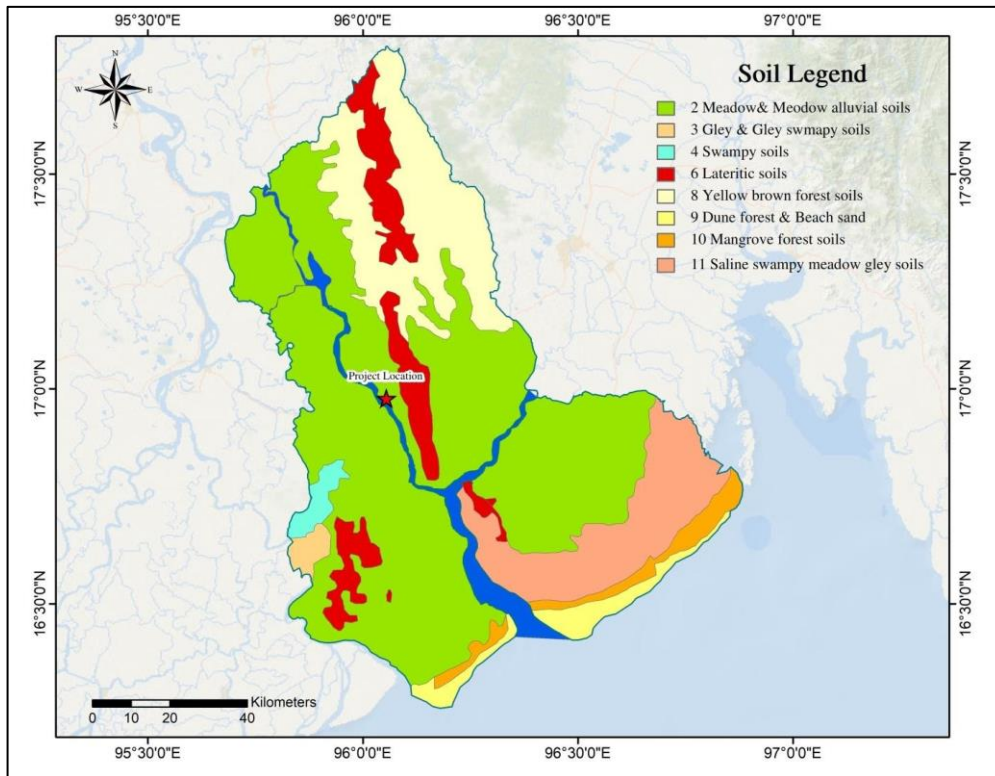 95°30'0"E 96°0'0"E 96°30'0"E 97°0'0"E
N
W E
S
Soil Legend
2 Meadow& Meodow alluvial soils
3 Gley & Gley swmapy soils
4 Swampy soils
6 Lateritic soils
8 Yellow brown forest soils
9 Dune forest & Beach sand
10 Mangrove forest soils
11 Saline swampy meadow gley soils
17°30'0"N 17°30'0"N
Project Location
17°0'0"N 17°0'0"N
16°30'0"N 16°30'0"N
Kilometers
0 10 20 40
95°30'0"E 96°0'0"E 96°30'0"E 97°0'0"E